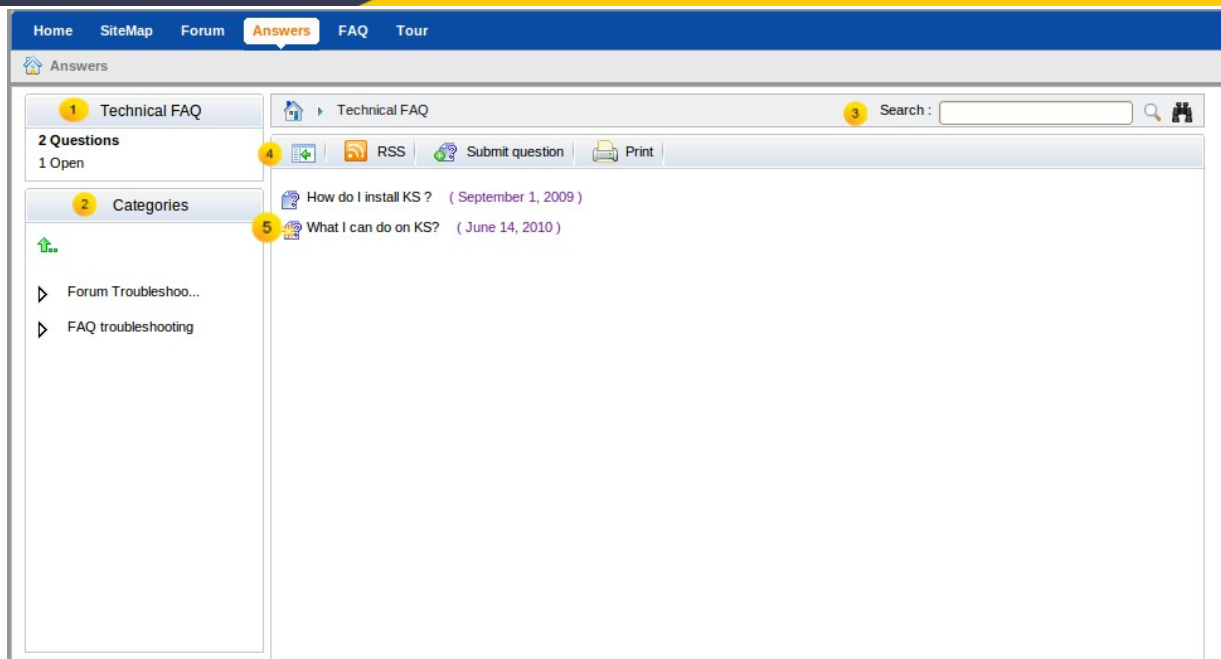 Home SiteMap Forum Answers FAQ Tour
Answers
1 Technical FAQ
2 Questions
1 Open
2 Categories
Forum Troubleshoo...
FAQ troubleshooting
Technical FAQ
3 Search :
4 RSS Submit question Print
How do I install KS ? ( September 1, 2009 )
5 What I can do on KS? ( June 14, 2010 )